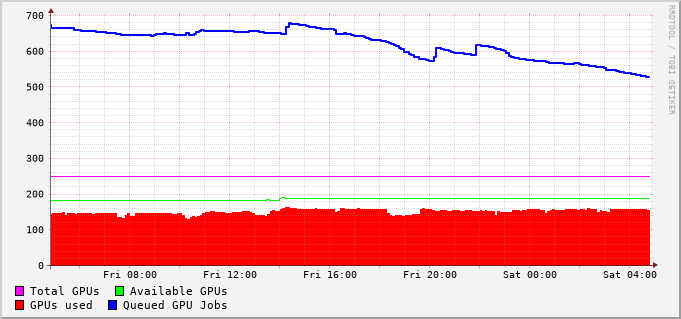 700
600
500
400
300
200
100
0
Fri 08:00 Fri 12:00 Fri 16:00 Fri 20:00 Sat 00:00 Sat 04:00
Total GPUs Available GPUs
GPUs used Queued GPU Jobs
RRDTOOL / TOBI OETIKER